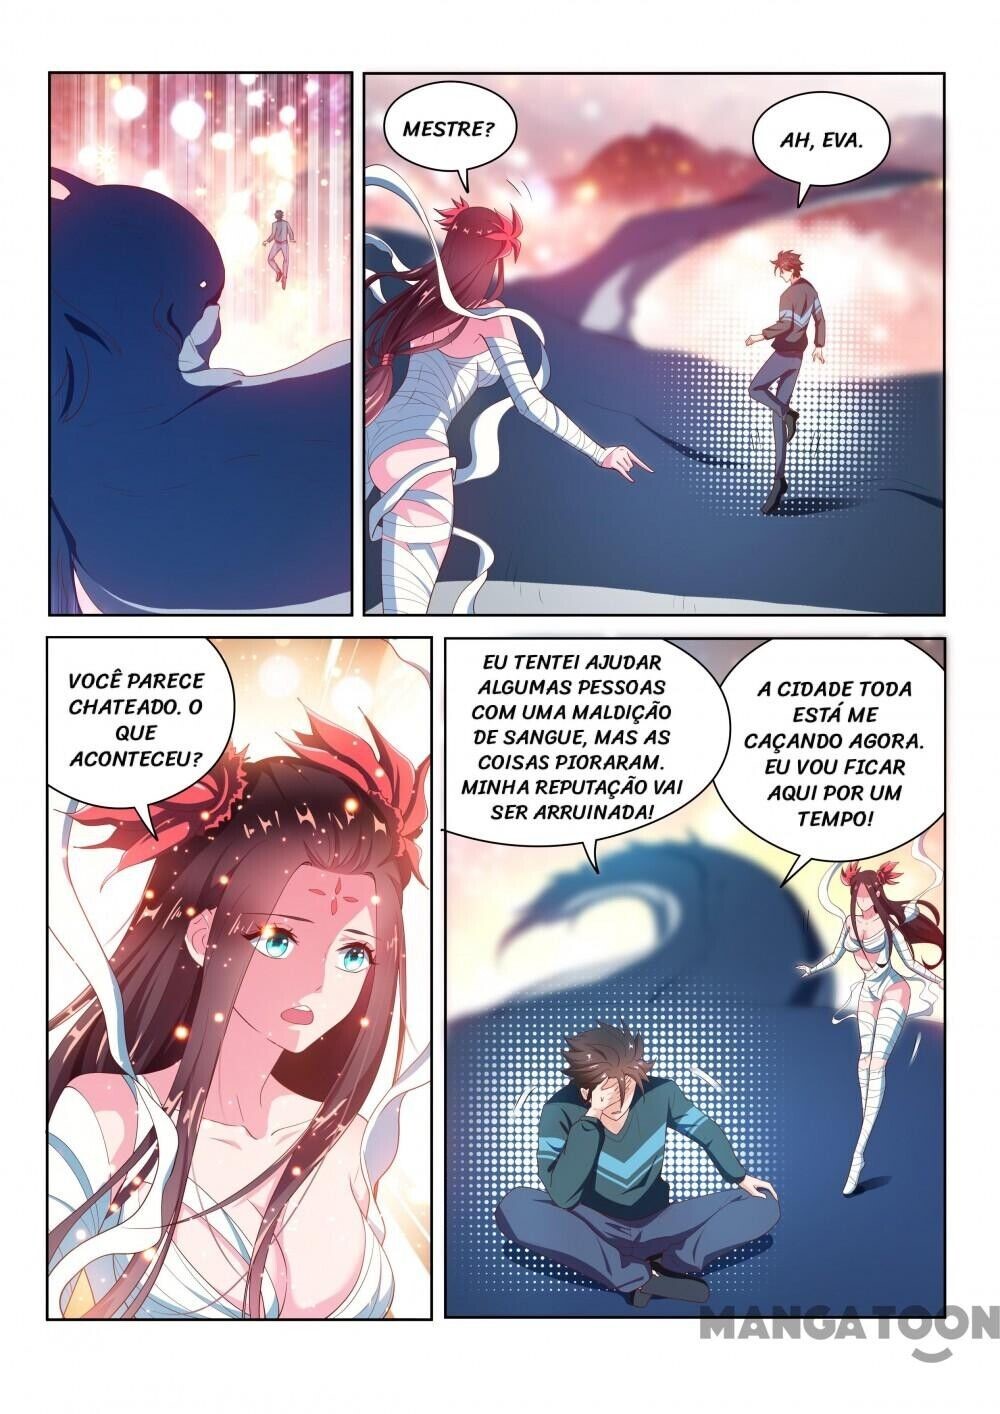 MESTRE?
AH, EVA.
VOCÊ PARECE
CHATEADO. O
QUE
ACONTECEU?
EU TENTEI AJUDAR
ALGUMAS PESSOAS
COM UMA MALDIÇÃO
DE SANGUE, MAS AS
COISAS PIORARAM.
MINHA REPUTAÇÃO VAI
SER ARRUINADA!
A CIDADE TODA
ESTÁ ME
CAÇANDO AGORA.
EU VOU FICAR
AQUI POR UM
TEMPO!
MANGATOON